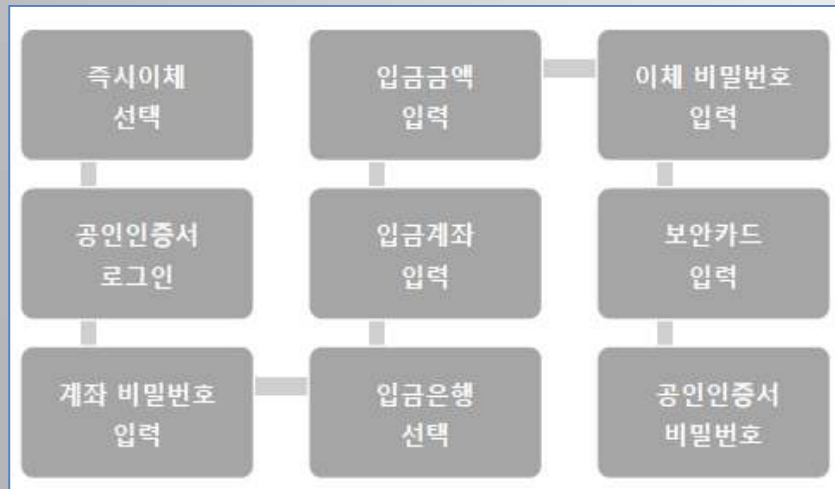 즉시이체
선택
공인인증서
로그인
계좌 비밀번호
입력
입금은행
선택
입금계좌
입력
입금금액
입력
이체 비밀번호
입력
보안카드
입력
공인인증서
비밀번호